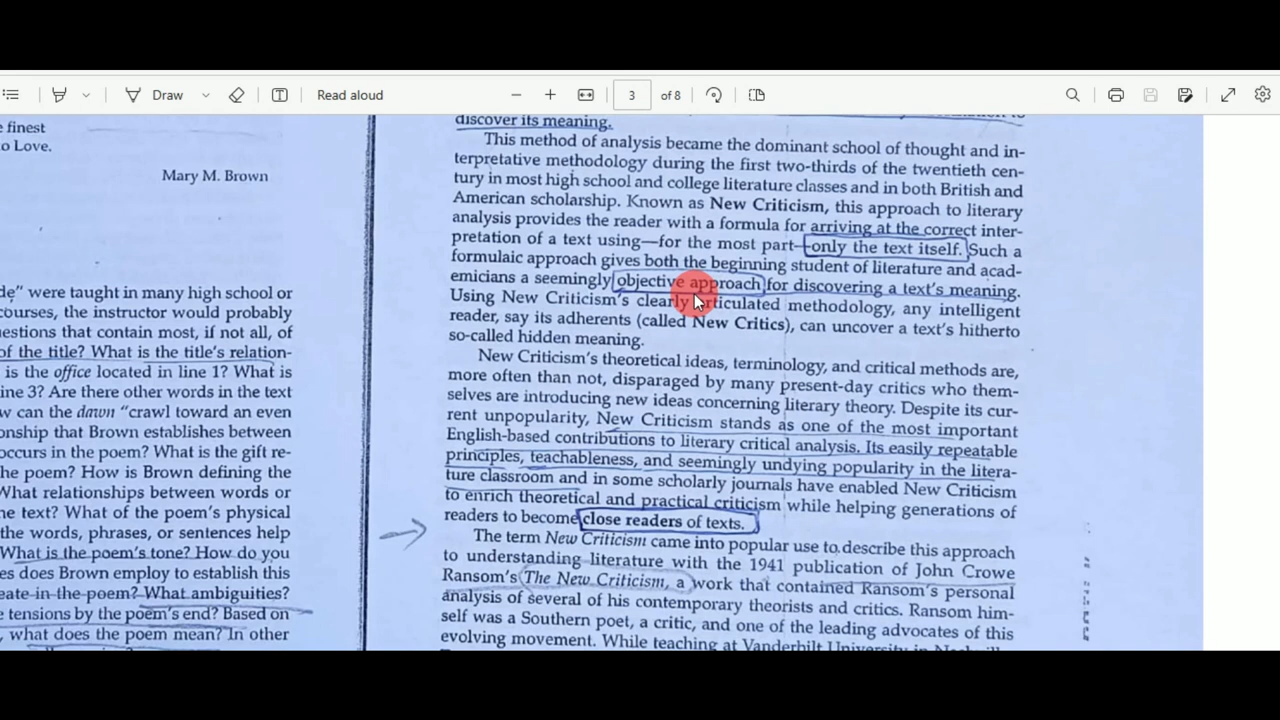 Draw
Read aloud
3
of 8
finest
o Love.
Mary M. Brown
de" were taught in many high school or
courses, the instructor would probably
uestions that contain most, if not all, of
of the title? What is the title's relation-
is the office located in line 1? What is
ine 3? Are there other words in the text
w can the dawn "crawl toward an even
onship that Brown establishes between
occurs in the poem? What is the gift re-
he poem? How is Brown defining the
What relationships between words or
he text? What of the poem's physical
the words, phrases, or sentences help
What is the poem's tone? How do you
es does Brown employ to establish this
eate in the poem? What ambiguities?
e tensions by the poem's end? Based on
, what does the poem mean? In other
discover its meaning.
This method of analysis became the dominant school of thought and in-
terpretative methodology during the first two-thirds of the twentieth cen-
tury in most high school and college literature classes and in both British and
American scholarship. Known as New Criticism, this approach to literary
analysis provides the reader with a formula for arriving at the correct inter-
pretation of a text using—for the most part—only the text itself. Such a
formulaic approach gives both the beginning student of literature and acad-
emicians a seemingly objective approach for discovering a text's meaning.
Using New Criticism's clearly articulated methodology, any intelligent
reader, say its adherents (called New Critics), can uncover a text's hitherto
so-called hidden meaning.
New Criticism's theoretical ideas, terminology, and critical methods are,
more often than not, disparaged by many present-day critics who them-
selves are introducing new ideas concerning literary theory. Despite its cur-
rent unpopularity, New Criticism stands as one of the most important
English-based contributions to literary critical analysis. Its easily repeatable
principles, teachableness, and seemingly undying popularity in the litera-
ture classroom and in some scholarly journals have enabled New Criticism
to enrich theoretical and practical criticism while helping generations of
readers to become close readers of texts.
The term New Criticism came into popular use to describe this approach
to understanding literature with the 1941 publication of John Crowe
Ransom's The New Criticism, a work that contained Ransom's personal
analysis of several of his contemporary theorists and critics. Ransom him-
self was a Southern poet, a critic, and one of the leading advocates of this
evolving movement. While teaching at Vanderbilt University in